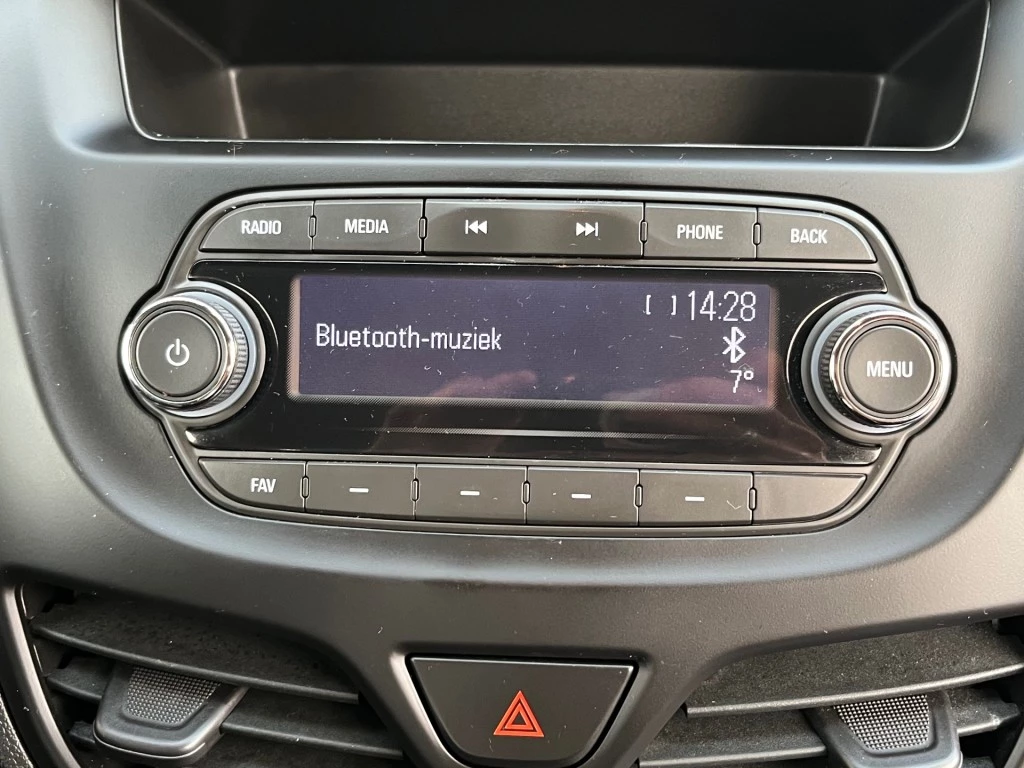 RADIO MEDIA PHONE BACK
[ ] 14:28
Bluetooth-muziek
7°
MENU
FAV